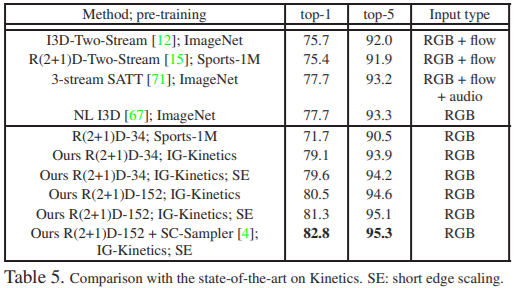 Method; pre-training top-1 top-5 Input type
I3D-Two-Stream [12]; ImageNet 75.7 92.0 RGB + flow
R(2+1)D-Two-Stream [15]; Sports-1M 75.4 91.9 RGB + flow
3-stream SATT [71]; ImageNet 77.7 93.2 RGB + flow
+ audio
NL I3D [67]; ImageNet 77.7 93.3 RGB
R(2+1)D-34; Sports-1M 71.7 90.5 RGB
Ours R(2+1)D-34; IG-Kinetics 79.1 93.9 RGB
Ours R(2+1)D-34; IG-Kinetics; SE 79.6 94.2 RGB
Ours R(2+1)D-152; IG-Kinetics 80.5 94.6 RGB
Ours R(2+1)D-152; IG-Kinetics; SE 81.3 95.1 RGB
Ours R(2+1)D-152 + SC-Sampler [4]; 82.8 95.3 RGB
IG-Kinetics; SE
Table 5. Comparison with the state-of-the-art on Kinetics. SE: short edge scaling.